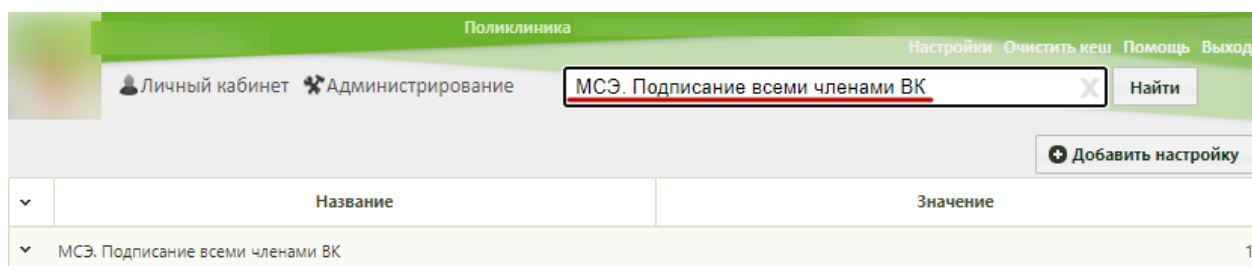 Поликлиника
Настройки Очистить кеш Помощь Выход
Личный кабинет Администрирование МСЭ. Подписание всеми членами ВК X Найти
Добавить настройку
Название Значение
МСЭ. Подписание всеми членами ВК 1